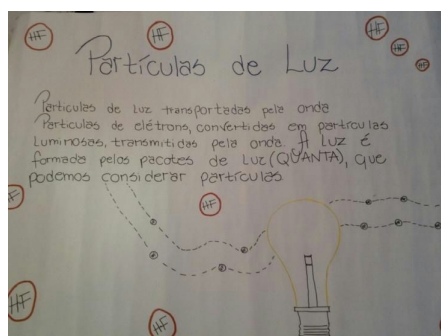 HF HF HF
HF
Partículas de Luz HF
Partículas de Luz transportadas pela onda
Partículas de elétrons, convertidas em partículas
Luminosas, transmitidas pela onda. A Luz é
formada pelos pacotes de Luz (QUANTA), que
podemos considerar partículas
HF HF
HF HF